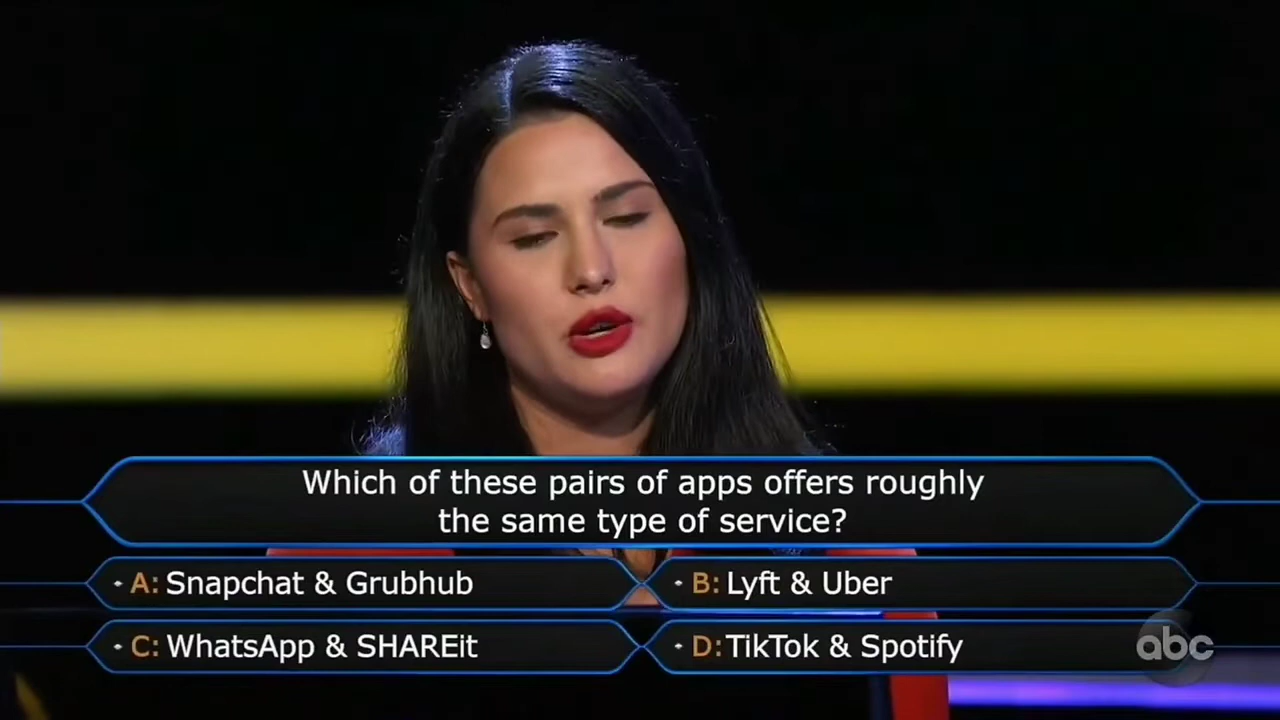 Which of these pairs of apps offers roughly
the same type of service?
A: Snapchat & Grubhub
B: Lyft & Uber
C: WhatsApp & SHAREit
D: TikTok & Spotify
abc